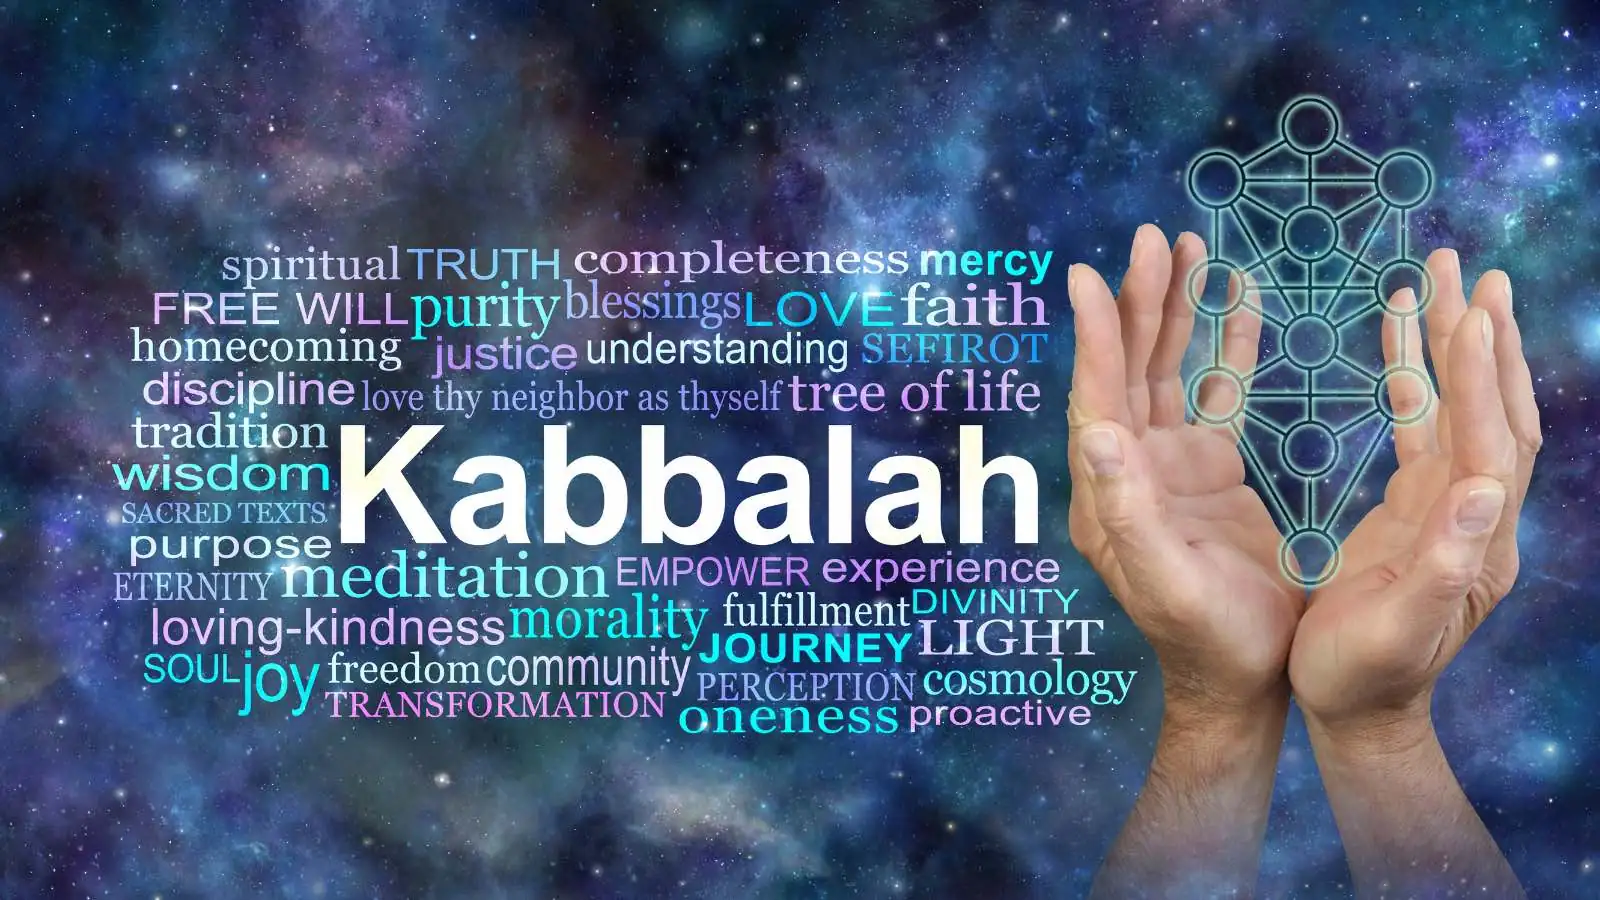 spiritual TRUTH completeness mercy
FREE WILL purity blessings LOVE faith
homecoming justice understanding SEFIROT
discipline love thy neighbor as thyself tree of life
tradition
wisdom
SACRED TEXTS
purpose
Kabbalah
ETERNITY meditation EMPOWER experience
loving-kindness morality fulfillment DIVINITY
JOURNEY LIGHT
SOUL joy freedom community PERCEPTION cosmology
TRANSFORMATION oneness proactive